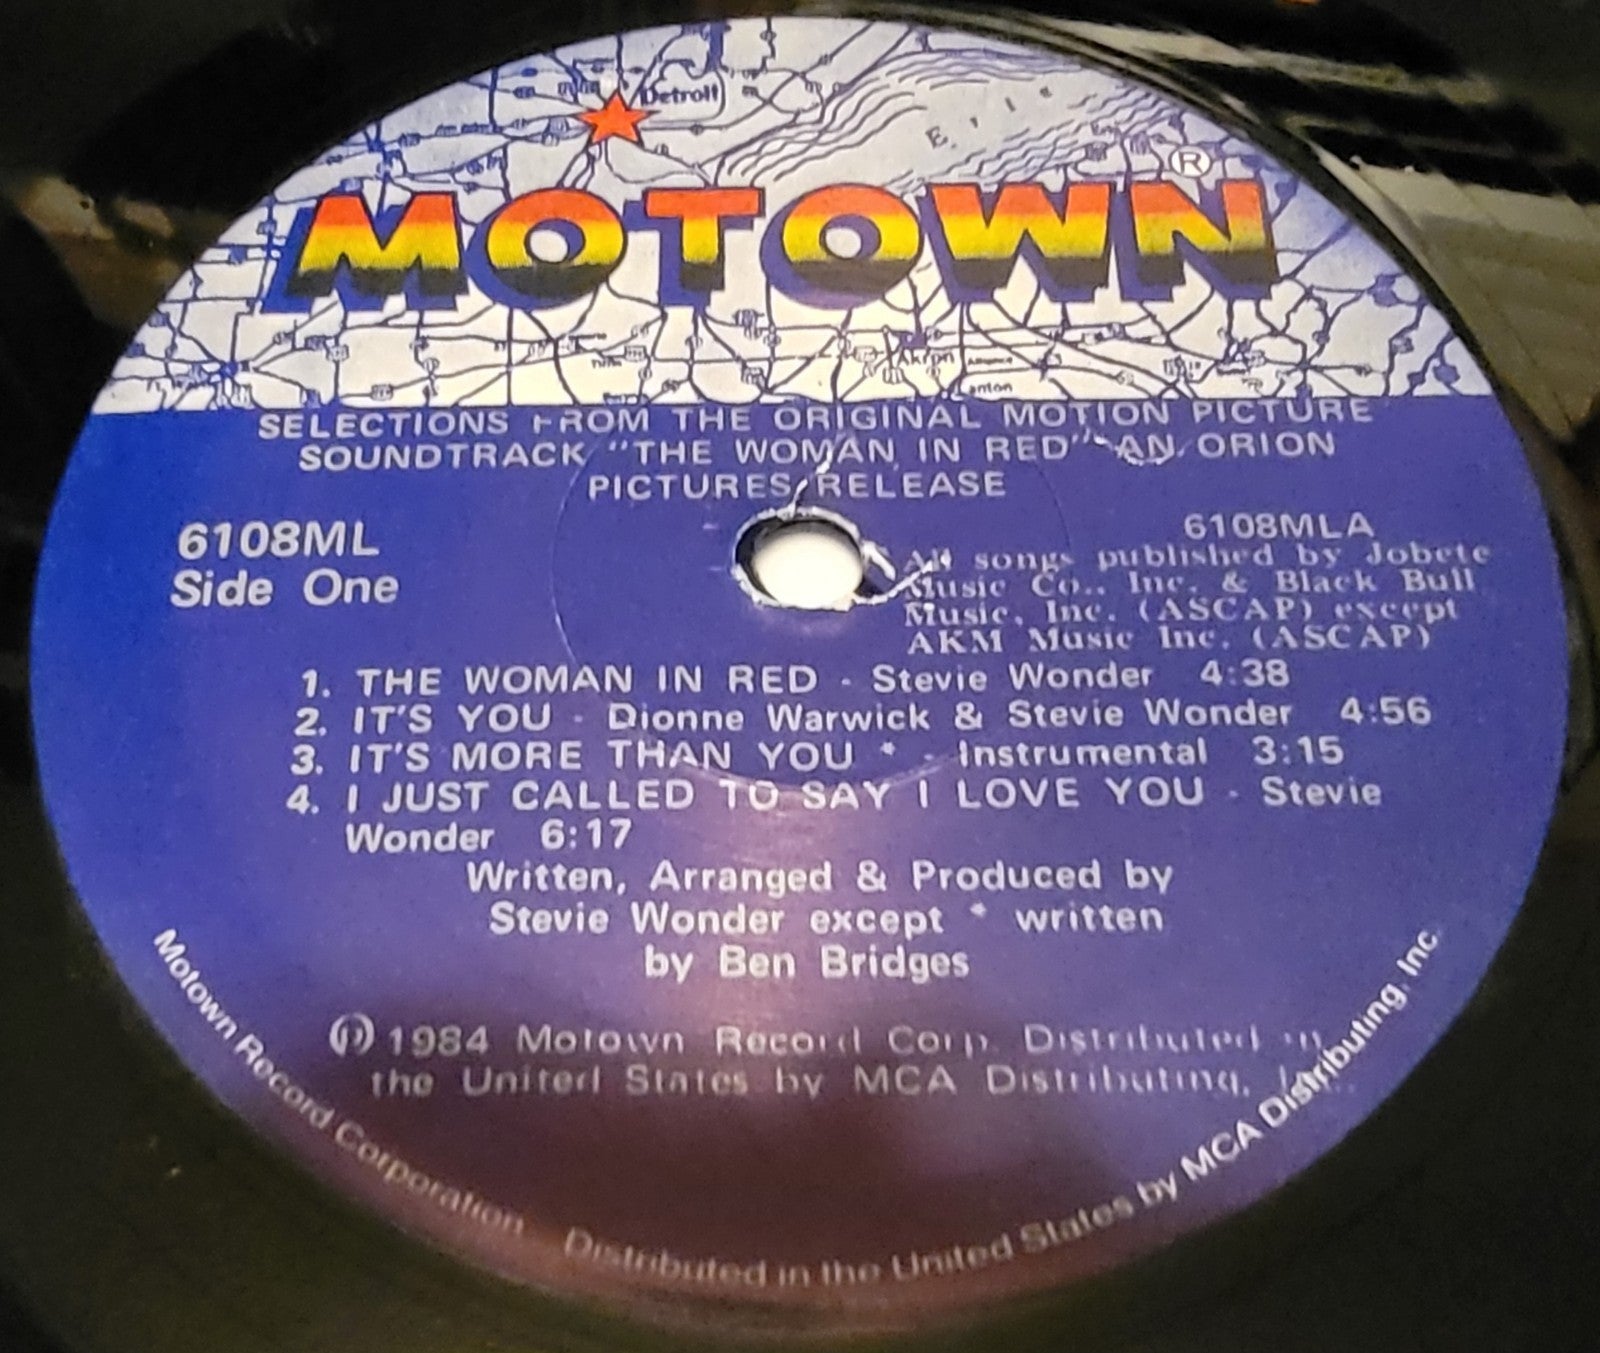 Detroit
Erie
®
MOTOWN
Akron
Canton
SELECTIONS FROM THE ORIGINAL MOTION PICTURE
SOUNDTRACK "THE WOMAN IN RED" AN ORION
PICTURES RELEASE
6108ML
Side One
6108MLA
All songs published by Jobete
Music Co., Inc. & Black Bull
Music, Inc. (ASCAP) except
AKM Music Inc. (ASCAP)
1. THE WOMAN IN RED - Stevie Wonder 4:38
2. IT'S YOU - Dionne Warwick & Stevie Wonder 4:56
3. IT'S MORE THAN YOU * - Instrumental 3:15
4. I JUST CALLED TO SAY I LOVE YOU - Stevie
Wonder 6:17
Written, Arranged & Produced by
Stevie Wonder except * written
by Ben Bridges
℗ 1984 Motown Record Corp. Distributed in
the United States by MCA Distributing, Inc.
Motown Record Corporation Distributed in the United States by MCA Distributing, Inc